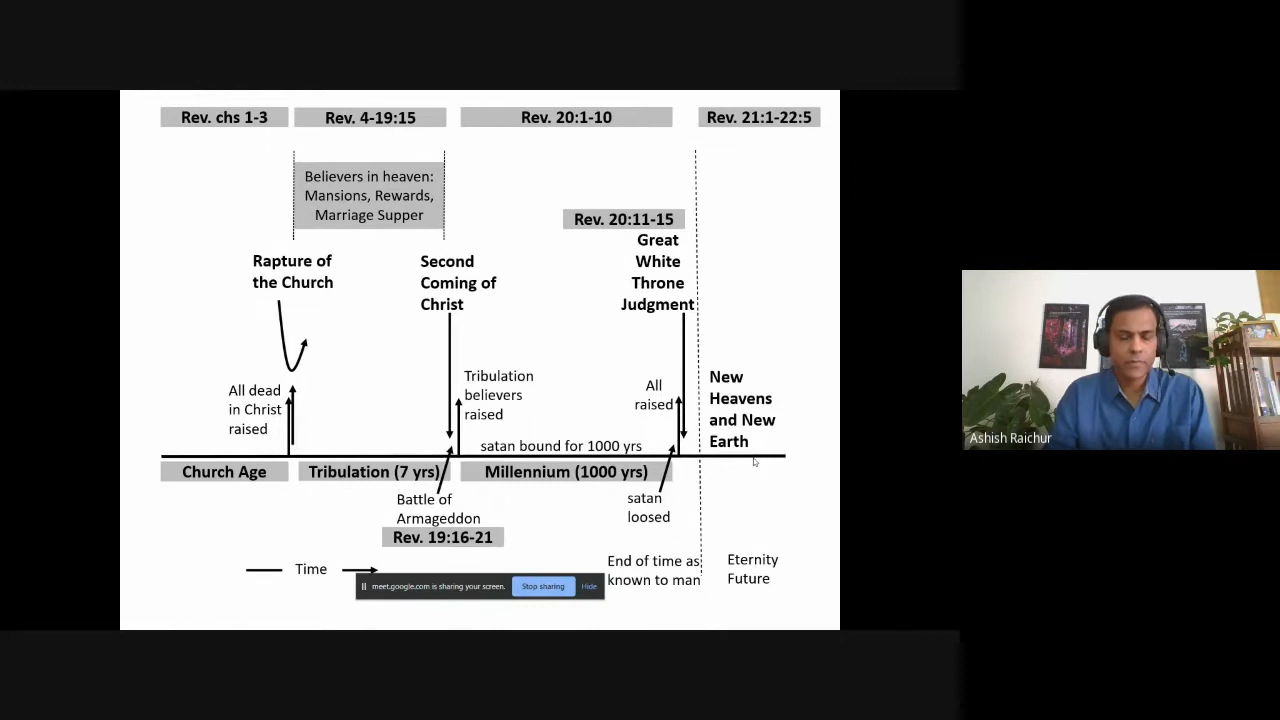 Rev. chs 1-3
Rev. 4-19:15
Rev. 20:1-10
Rev. 21:1-22:5
Believers in heaven:
Mansions, Rewards,
Marriage Supper
Rev. 20:11-15
Great
White
Throne
Judgment
Rapture of
the Church
Second
Coming of
Christ
All dead
in Christ
raised
Tribulation
believers
raised
All
raised
New
Heavens
and New
Earth
satan bound for 1000 yrs
Church Age
Tribulation (7 yrs)
Millennium (1000 yrs)
Battle of
Armageddon
Rev. 19:16-21
satan
loosed
Time
End of time as
known to man
Eternity
Future
meet.google.com is sharing your screen.
Stop sharing
Hide
Ashish Raichur